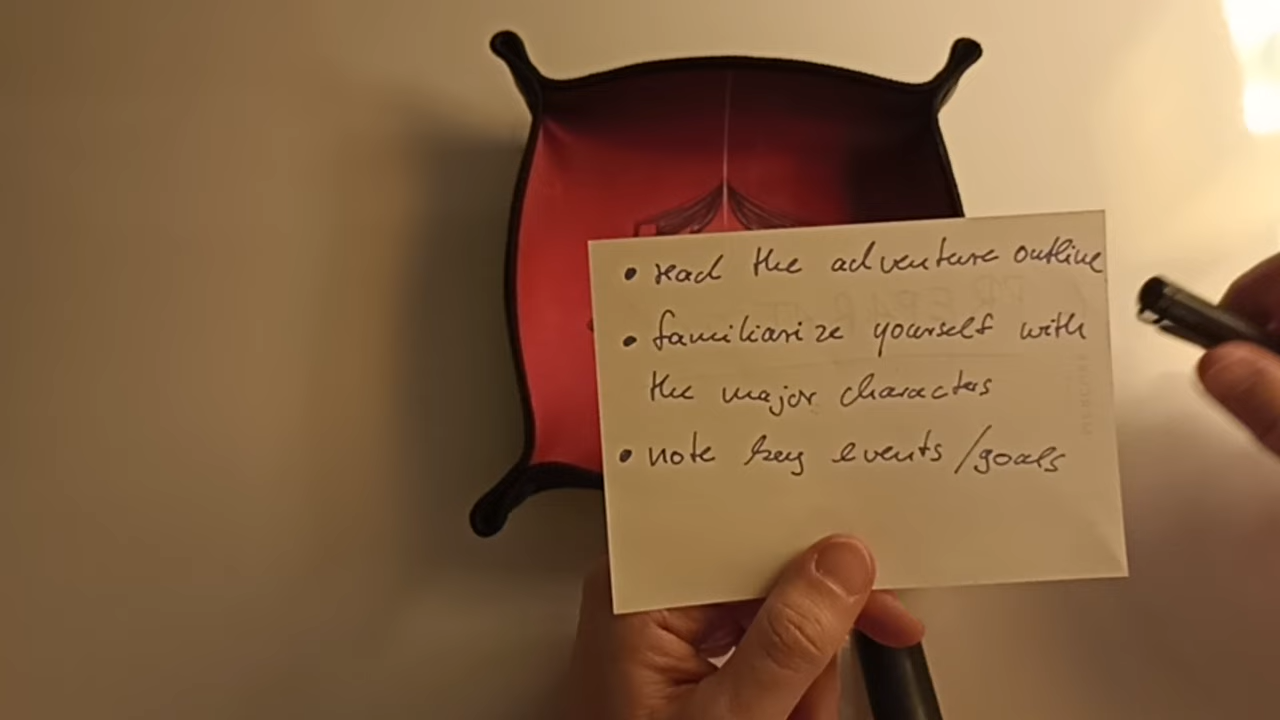 • read the adventure outline
• familiarize yourself with
the major characters
• note key events/goals